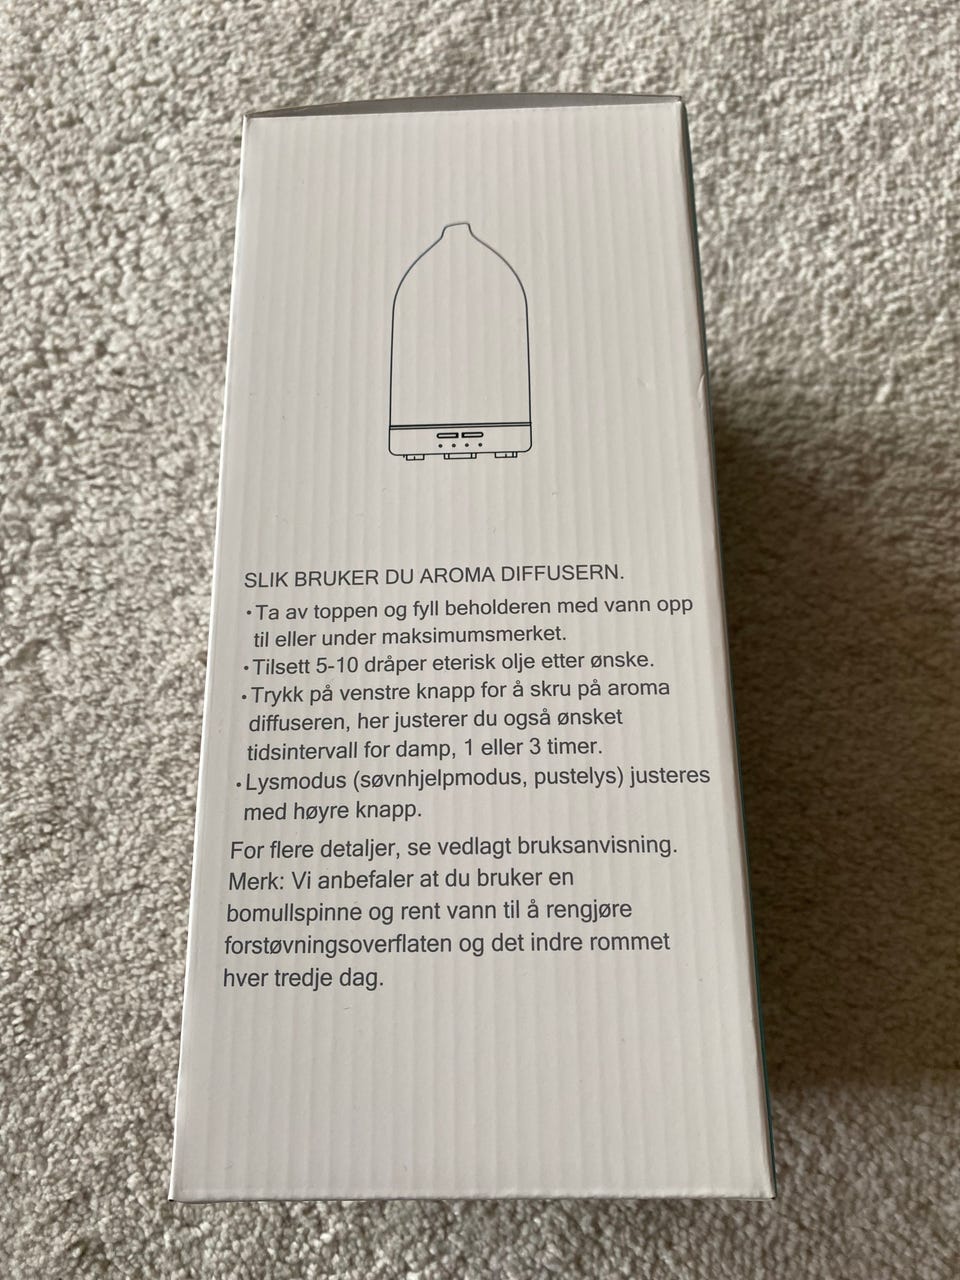 SLIK BRUKER DU AROMA DIFFUSERN.
• Ta av toppen og fyll beholderen med vann opp
til eller under maksimumsmerket.
• Tilsett 5-10 dråper eterisk olje etter ønske.
• Trykk på venstre knapp for å skru på aroma
diffuseren, her justerer du også ønsket
tidsintervall for damp, 1 eller 3 timer.
• Lysmodus (søvnhjelpmodus, pustelys) justeres
med høyre knapp.
For flere detaljer, se vedlagt bruksanvisning.
Merk: Vi anbefaler at du bruker en
bomullspinne og rent vann til å rengjøre
forstøvningsoverflaten og det indre rommet
hver tredje dag.